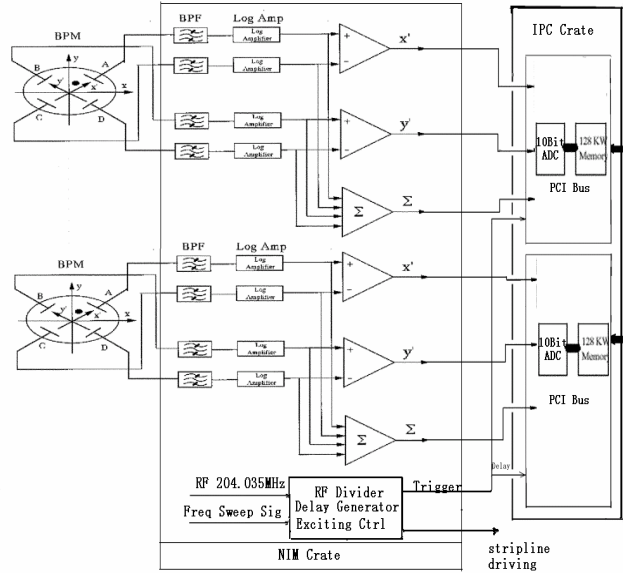 BPF
Log Amp
BPM
Log
Amplifier
Log
Amplifier
Log
Amplifier
Log
Amplifier
B
y
y'
A
x'
x
C
D
+
−
x'
+
−
y'
Σ
Σ
IPC Crate
10Bit
ADC
128 KW
Memory
PCI Bus
BPF
Log Amp
BPM
Log
Amplifier
Log
Amplifier
Log
Amplifier
Log
Amplifier
B
y
y'
A
x'
x
C
D
+
−
x'
+
−
y'
Σ
Σ
10Bit
ADC
128 KW
Memory
PCI Bus
Delay
RF 204.035MHz
Freq Sweep Sig
RF Divider
Delay Generator
Exciting Ctrl
Trigger
NIM Crate
stripline
driving